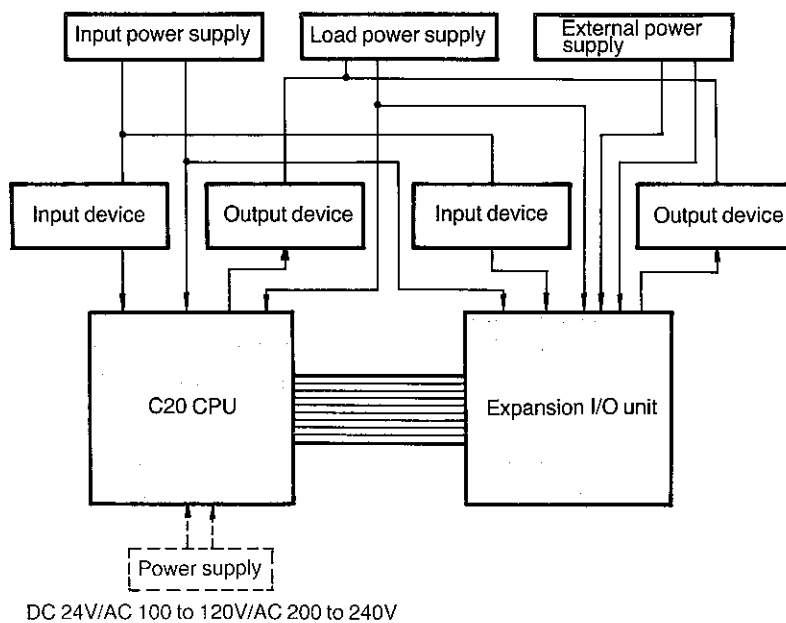 Input power supply
Load power supply
External power
supply
Input device
Output device
Input device
Output device
C20 CPU
Expansion I/O unit
Power supply
DC 24V/AC 100 to 120V/AC 200 to 240V